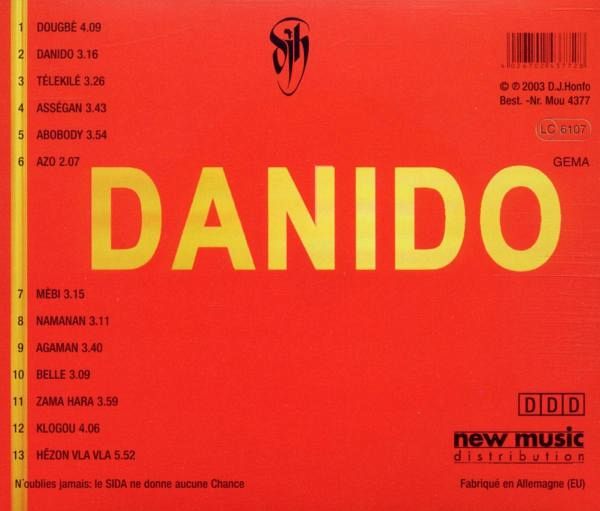 1 DOUGBÈ 4.09
2 DANIDO 3.16
3 TÉLEKILÉ 3.26
4 ASSÉGAN 3.43
5 ABOBODY 3.54
6 AZO 2.07
djh
© ℗ 2003 D.J.Honfo
Best. -Nr. Mou 4377
LC 6107
GEMA
DANIDO
7 MÈBI 3.15
8 NAMANAN 3.11
9 AGAMAN 3.40
10 BELLE 3.09
11 ZAMA HARA 3.59
12 KLOGOU 4.06
13 HÊZON VLA VLA 5.52
DDD
new music
distribution
N´oublies jamais: le SIDA ne donne aucune Chance
Fabriqué en Allemagne (EU)